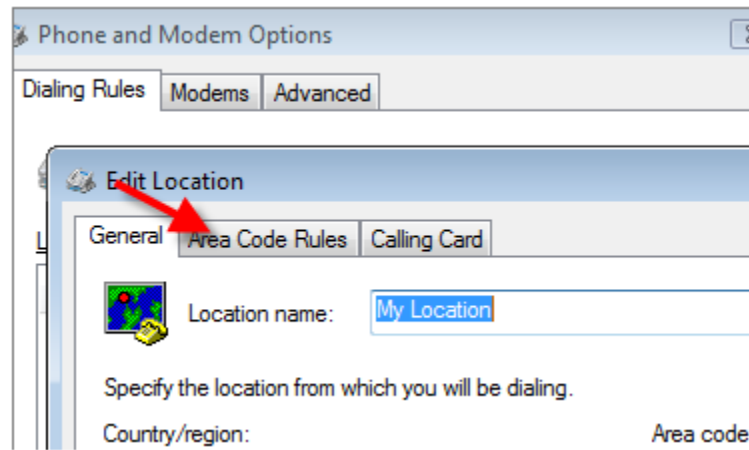 Phone and Modem Options
Dialing Rules Modems Advanced
Edit Location
General Area Code Rules Calling Card
Location name: My Location
Specify the location from which you will be dialing.
Country/region: Area code